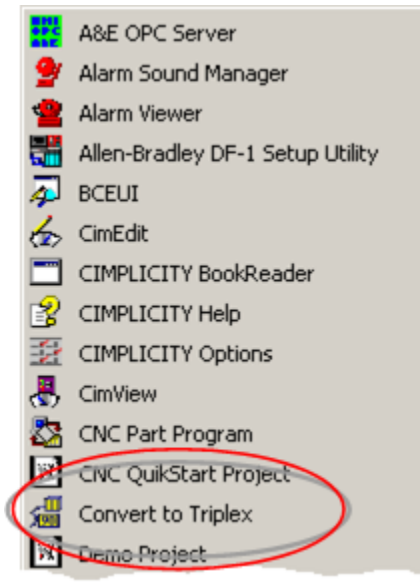 A&E OPC Server
Alarm Sound Manager
Alarm Viewer
Allen-Bradley DF-1 Setup Utility
BCEUI
CimEdit
CIMPLICITY BookReader
CIMPLICITY Help
CIMPLICITY Options
CimView
CNC Part Program
CNC QuikStart Project
Convert to Triplex
Demo Project